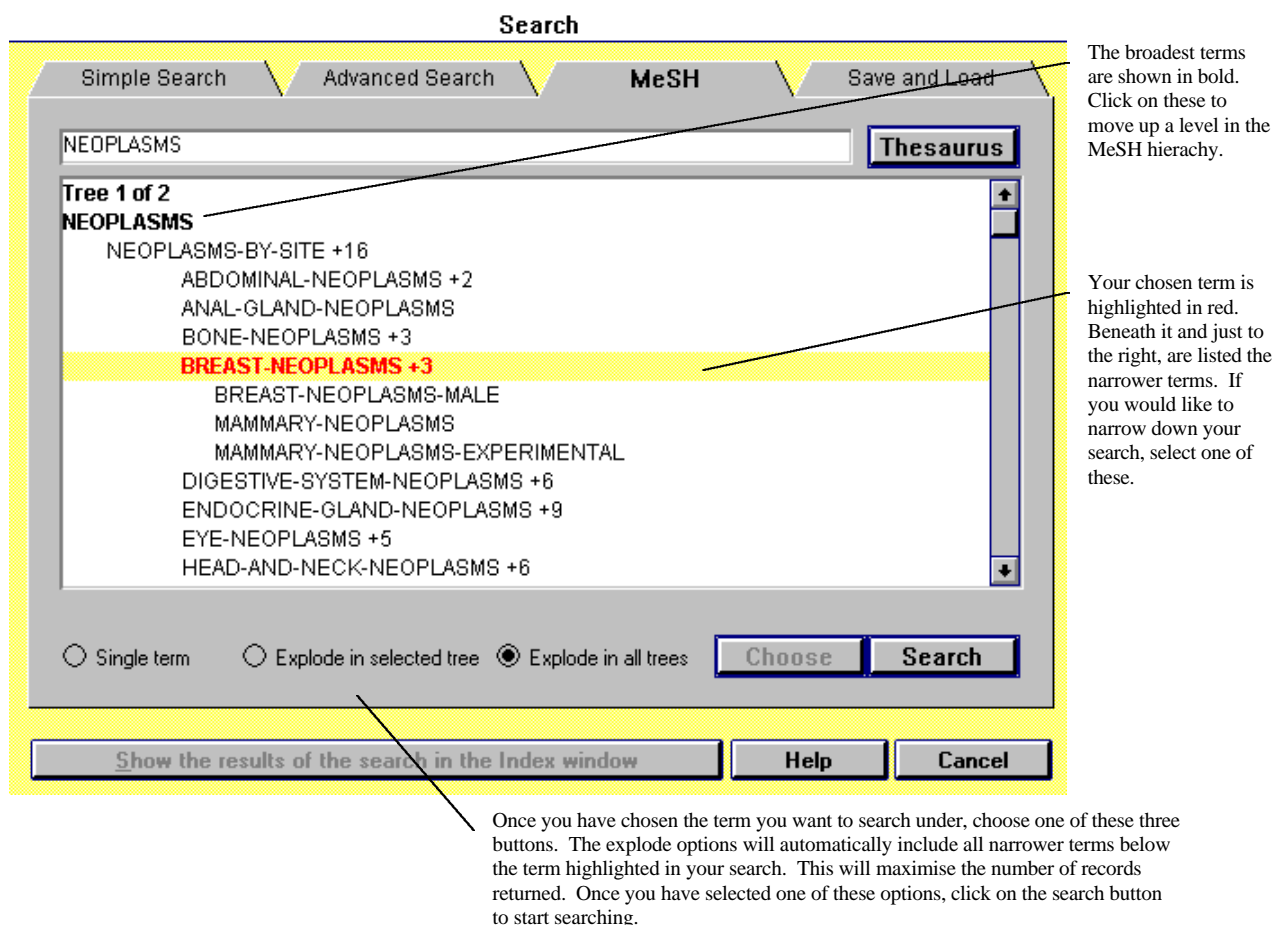 Search
Simple Search
Advanced Search
MeSH
Save and Load
NEOPLASMS
Thesaurus
Tree 1 of 2
NEOPLASMS
NEOPLASMS-BY-SITE +16
ABDOMINAL-NEOPLASMS +2
ANAL-GLAND-NEOPLASMS
BONE-NEOPLASMS +3
BREAST-NEOPLASMS +3
BREAST-NEOPLASMS-MALE
MAMMARY-NEOPLASMS
MAMMARY-NEOPLASMS-EXPERIMENTAL
DIGESTIVE-SYSTEM-NEOPLASMS +6
ENDOCRINE-GLAND-NEOPLASMS +9
EYE-NEOPLASMS +5
HEAD-AND-NECK-NEOPLASMS +6
Single term
Explode in selected tree
Explode in all trees
Choose
Search
Show the results of the search in the Index window
Help
Cancel
The broadest terms
are shown in bold.
Click on these to
move up a level in the
MeSH hierachy.
Your chosen term is
highlighted in red.
Beneath it and just to
the right, are listed the
narrower terms. If
you would like to
narrow down your
search, select one of
these.
Once you have chosen the term you want to search under, choose one of these three
buttons. The explode options will automatically include all narrower terms below
the term highlighted in your search. This will maximise the number of records
returned. Once you have selected one of these options, click on the search button
to start searching.